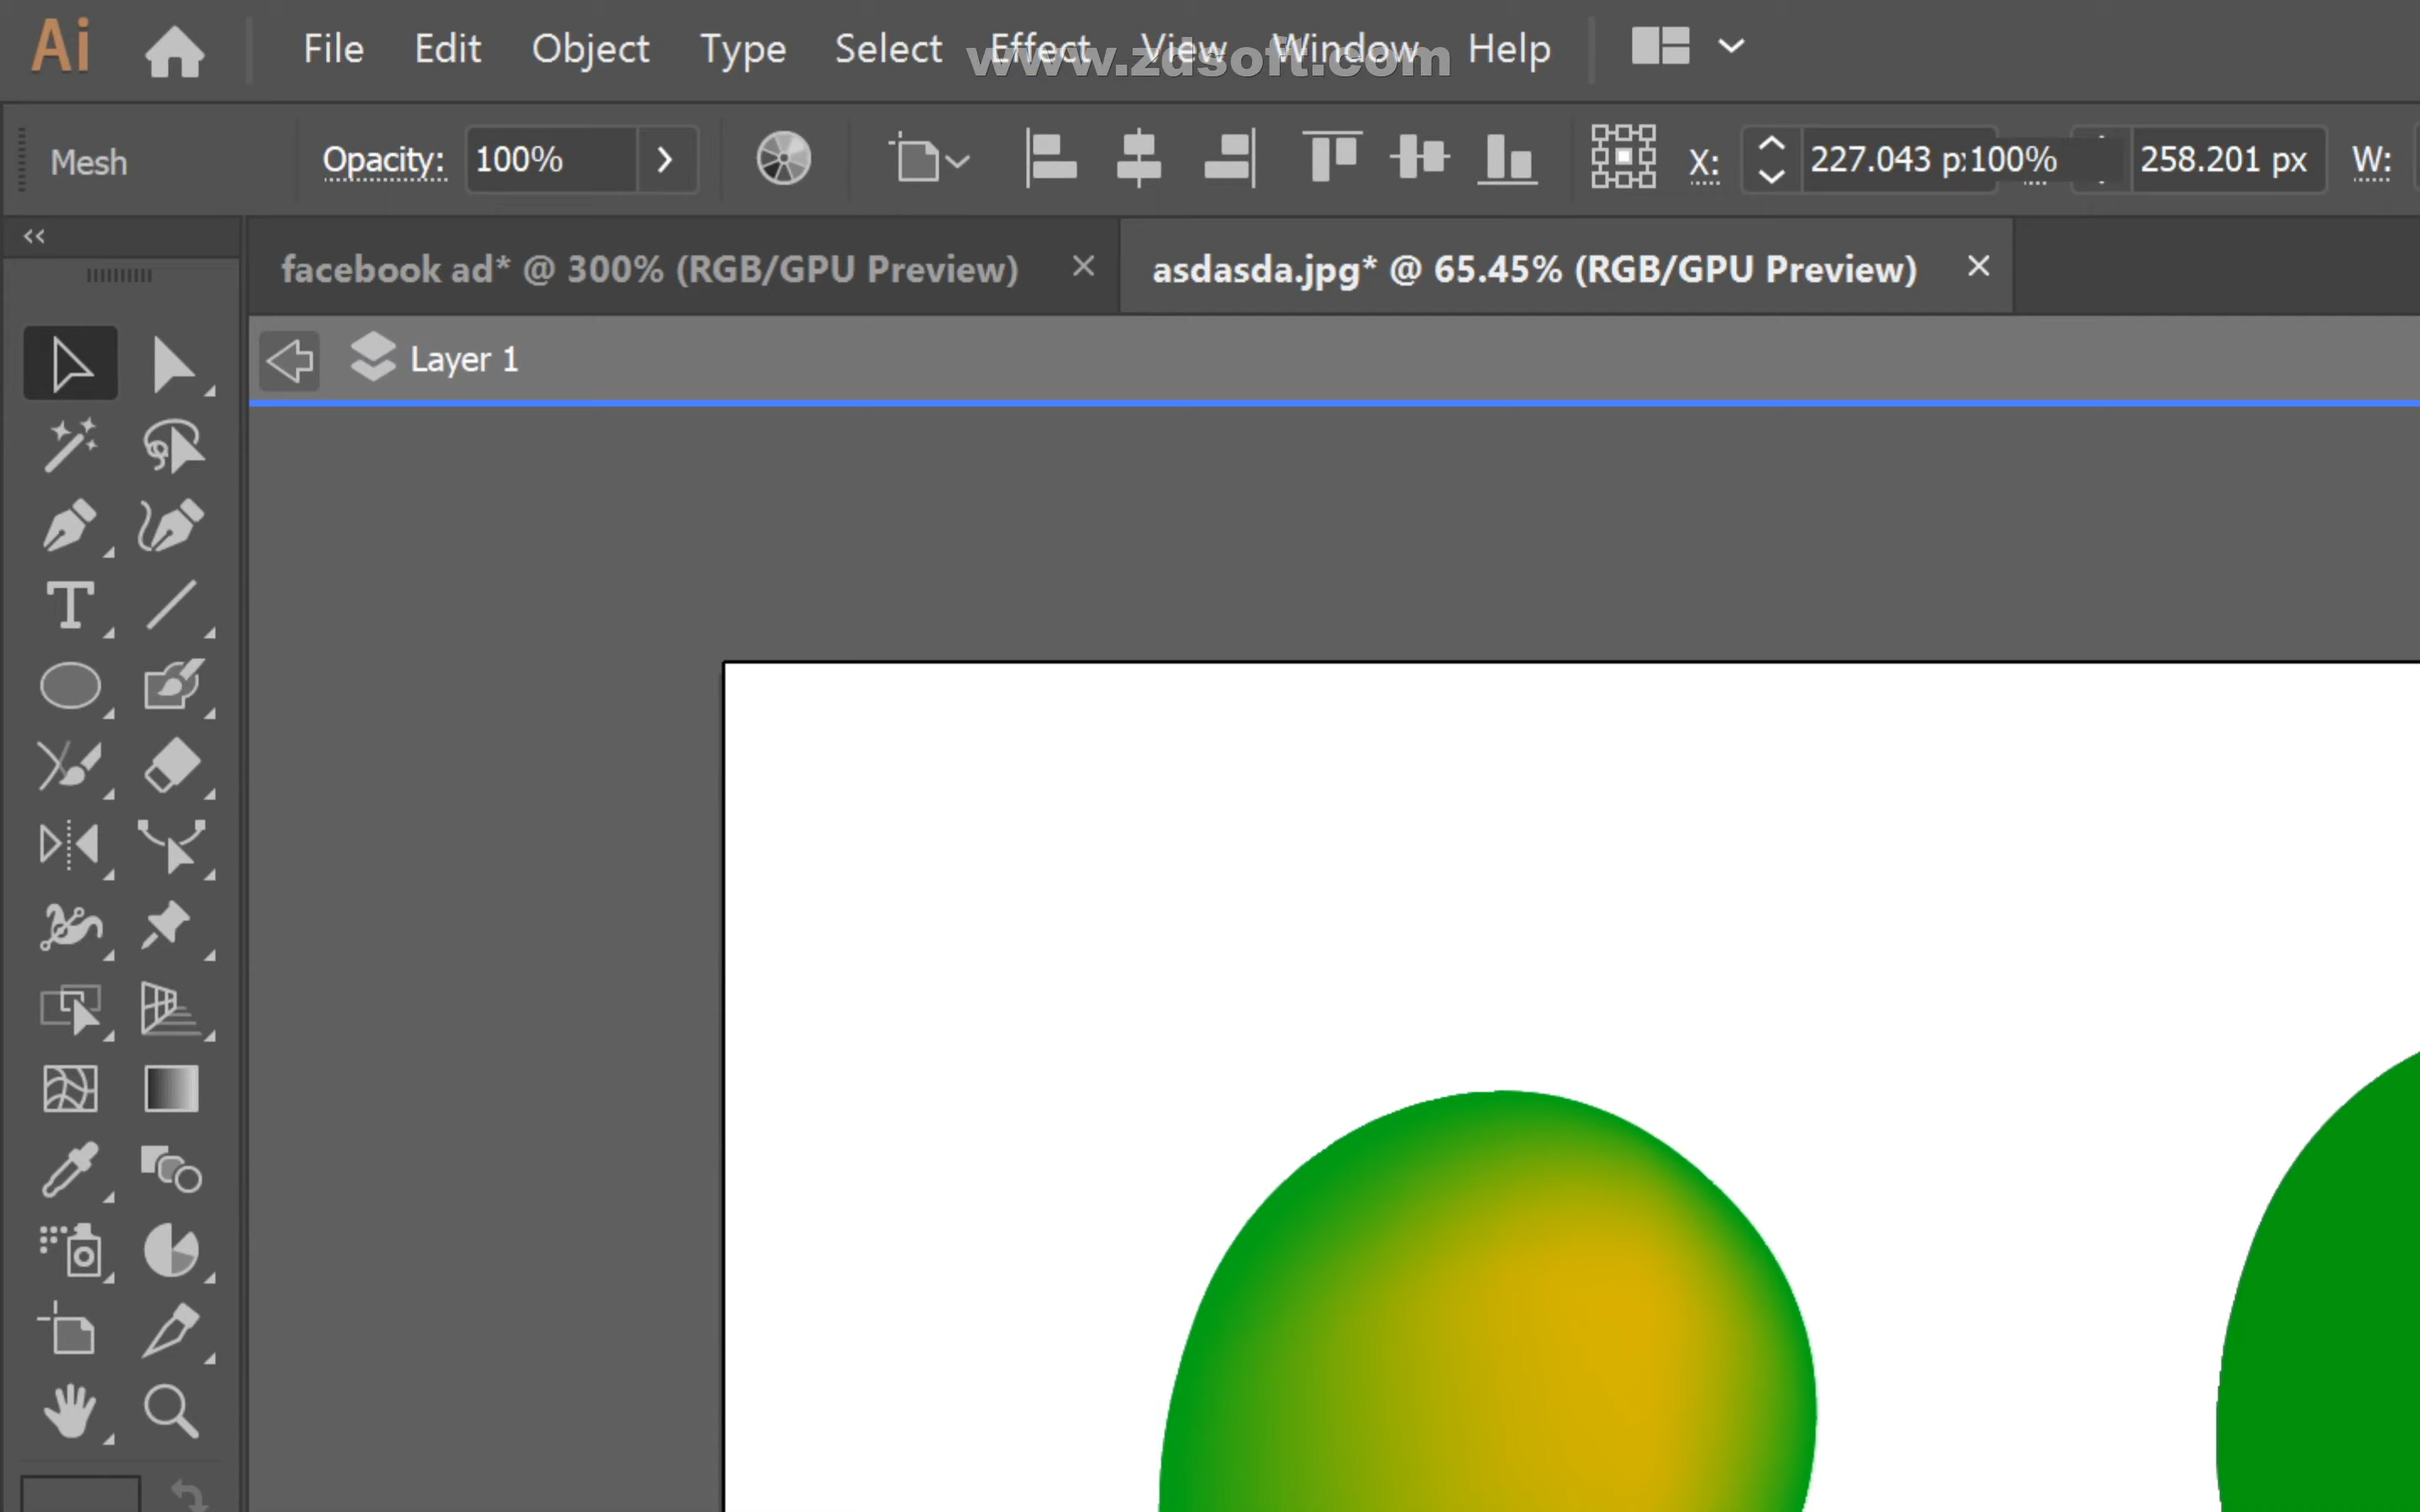 Ai File Edit Object Type Select Effect View Window Help
www.zdsoft.com
Mesh Opacity: 100% X: 227.043 p: 100% 258.201 px W:
facebook ad* @ 300% (RGB/GPU Preview) × asdasda.jpg* @ 65.45% (RGB/GPU Preview) ×
Layer 1